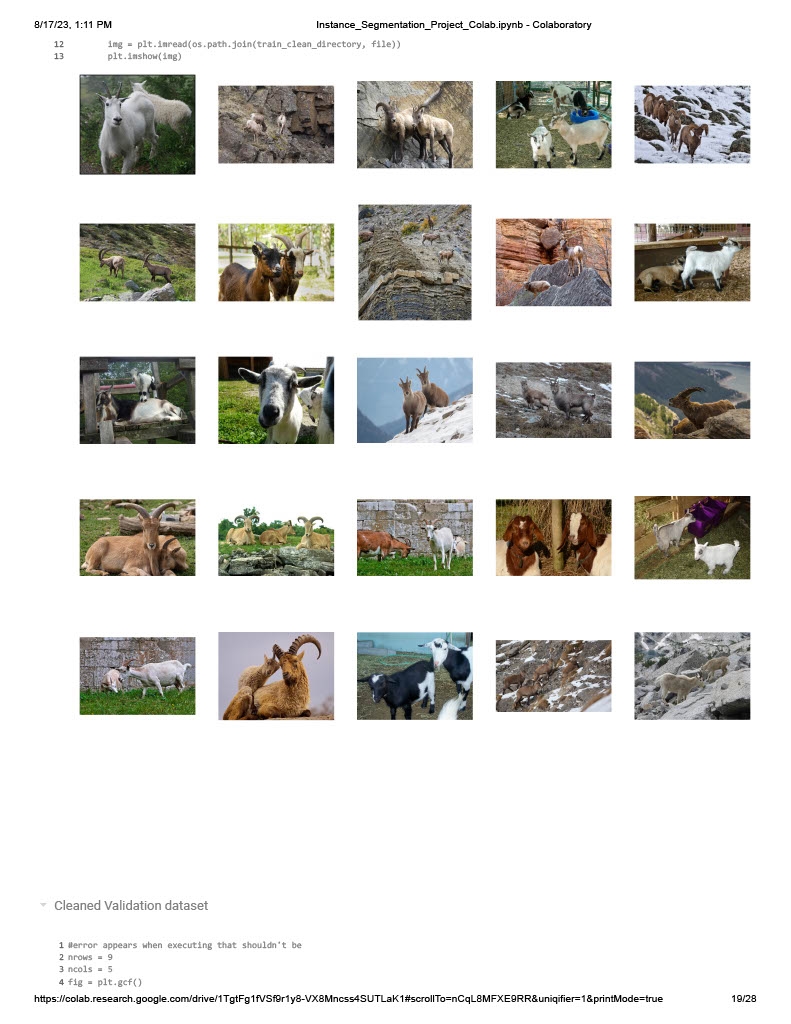 8/17/23, 1:11 PM Instance_Segmentation_Project_Colab.ipynb - Colaboratory
12 img = plt.imread(os.path.join(train_clean_directory, file))
13 plt.imshow(img)
Cleaned Validation dataset
1 #error appears when executing that shouldn't be
2 nrows = 9
3 ncols = 5
4 fig = plt.gcf()
https://colab.research.google.com/drive/1TgtFg1fVSf9r1y8-VX8Mncss4SUTLaK1#scrollTo=nCqL8MFXE9RR&uniqifier=1&printMode=true 19/28